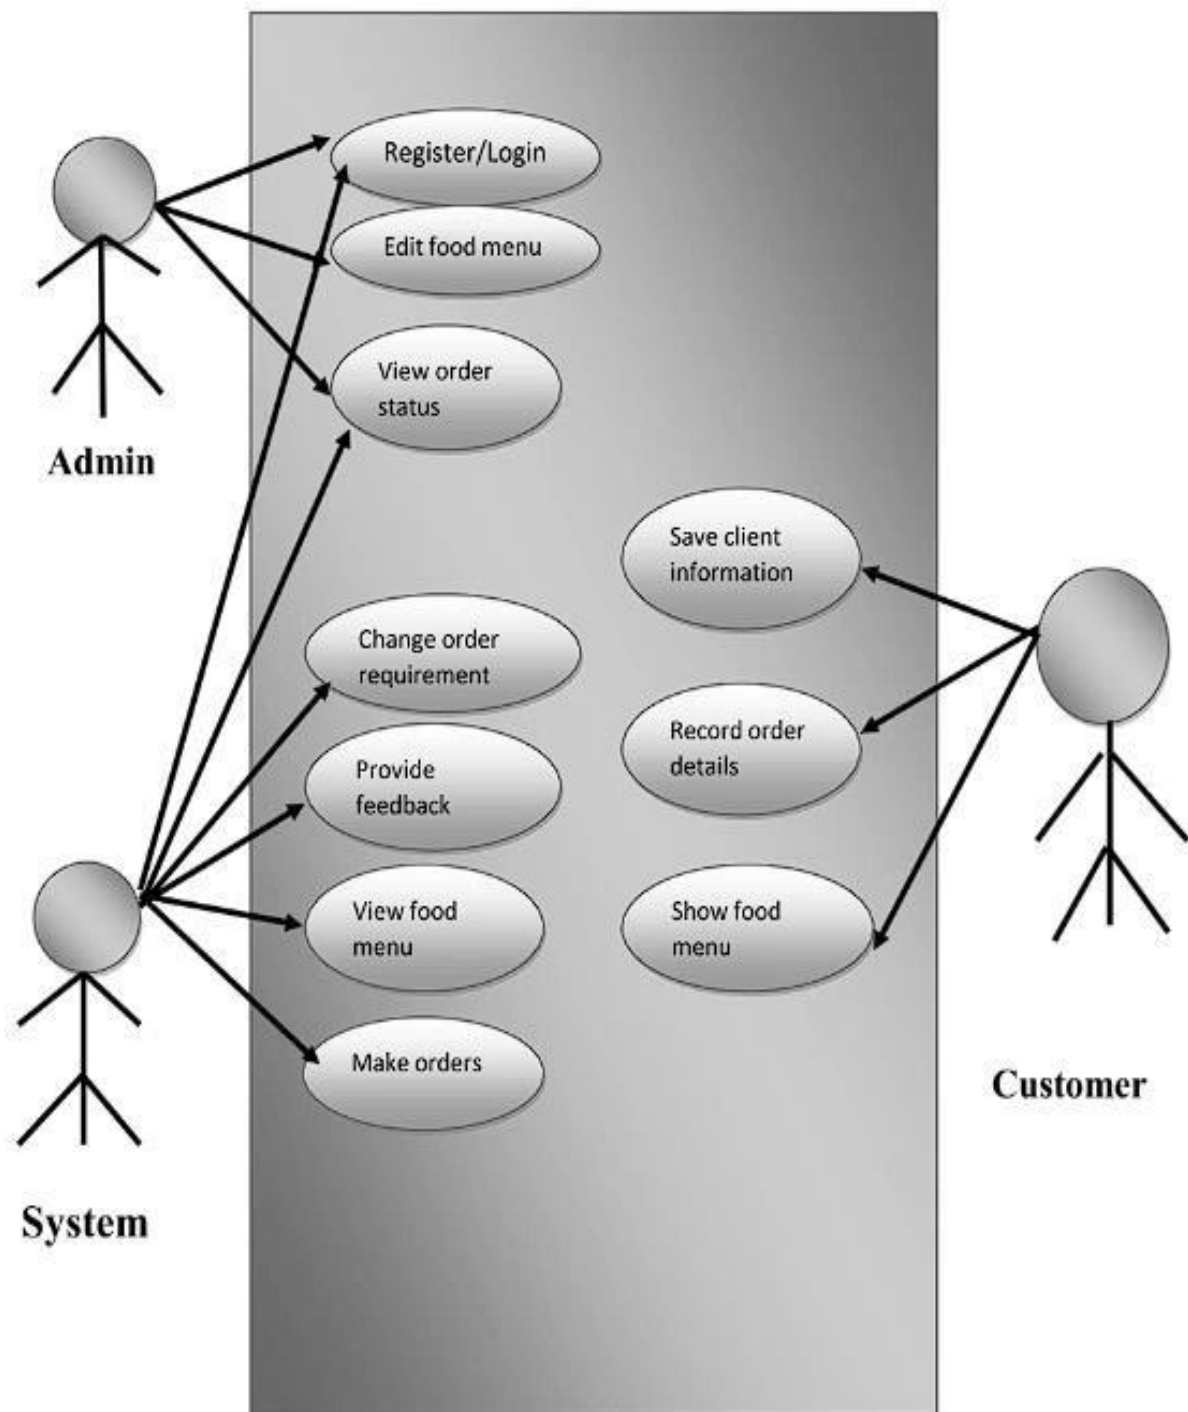 Register/Login
Edit food menu
View order
status
Admin
Save client
information
Change order
requirement
Record order
details
Provide
feedback
View food
menu
Show food
menu
Make orders
Customer
System